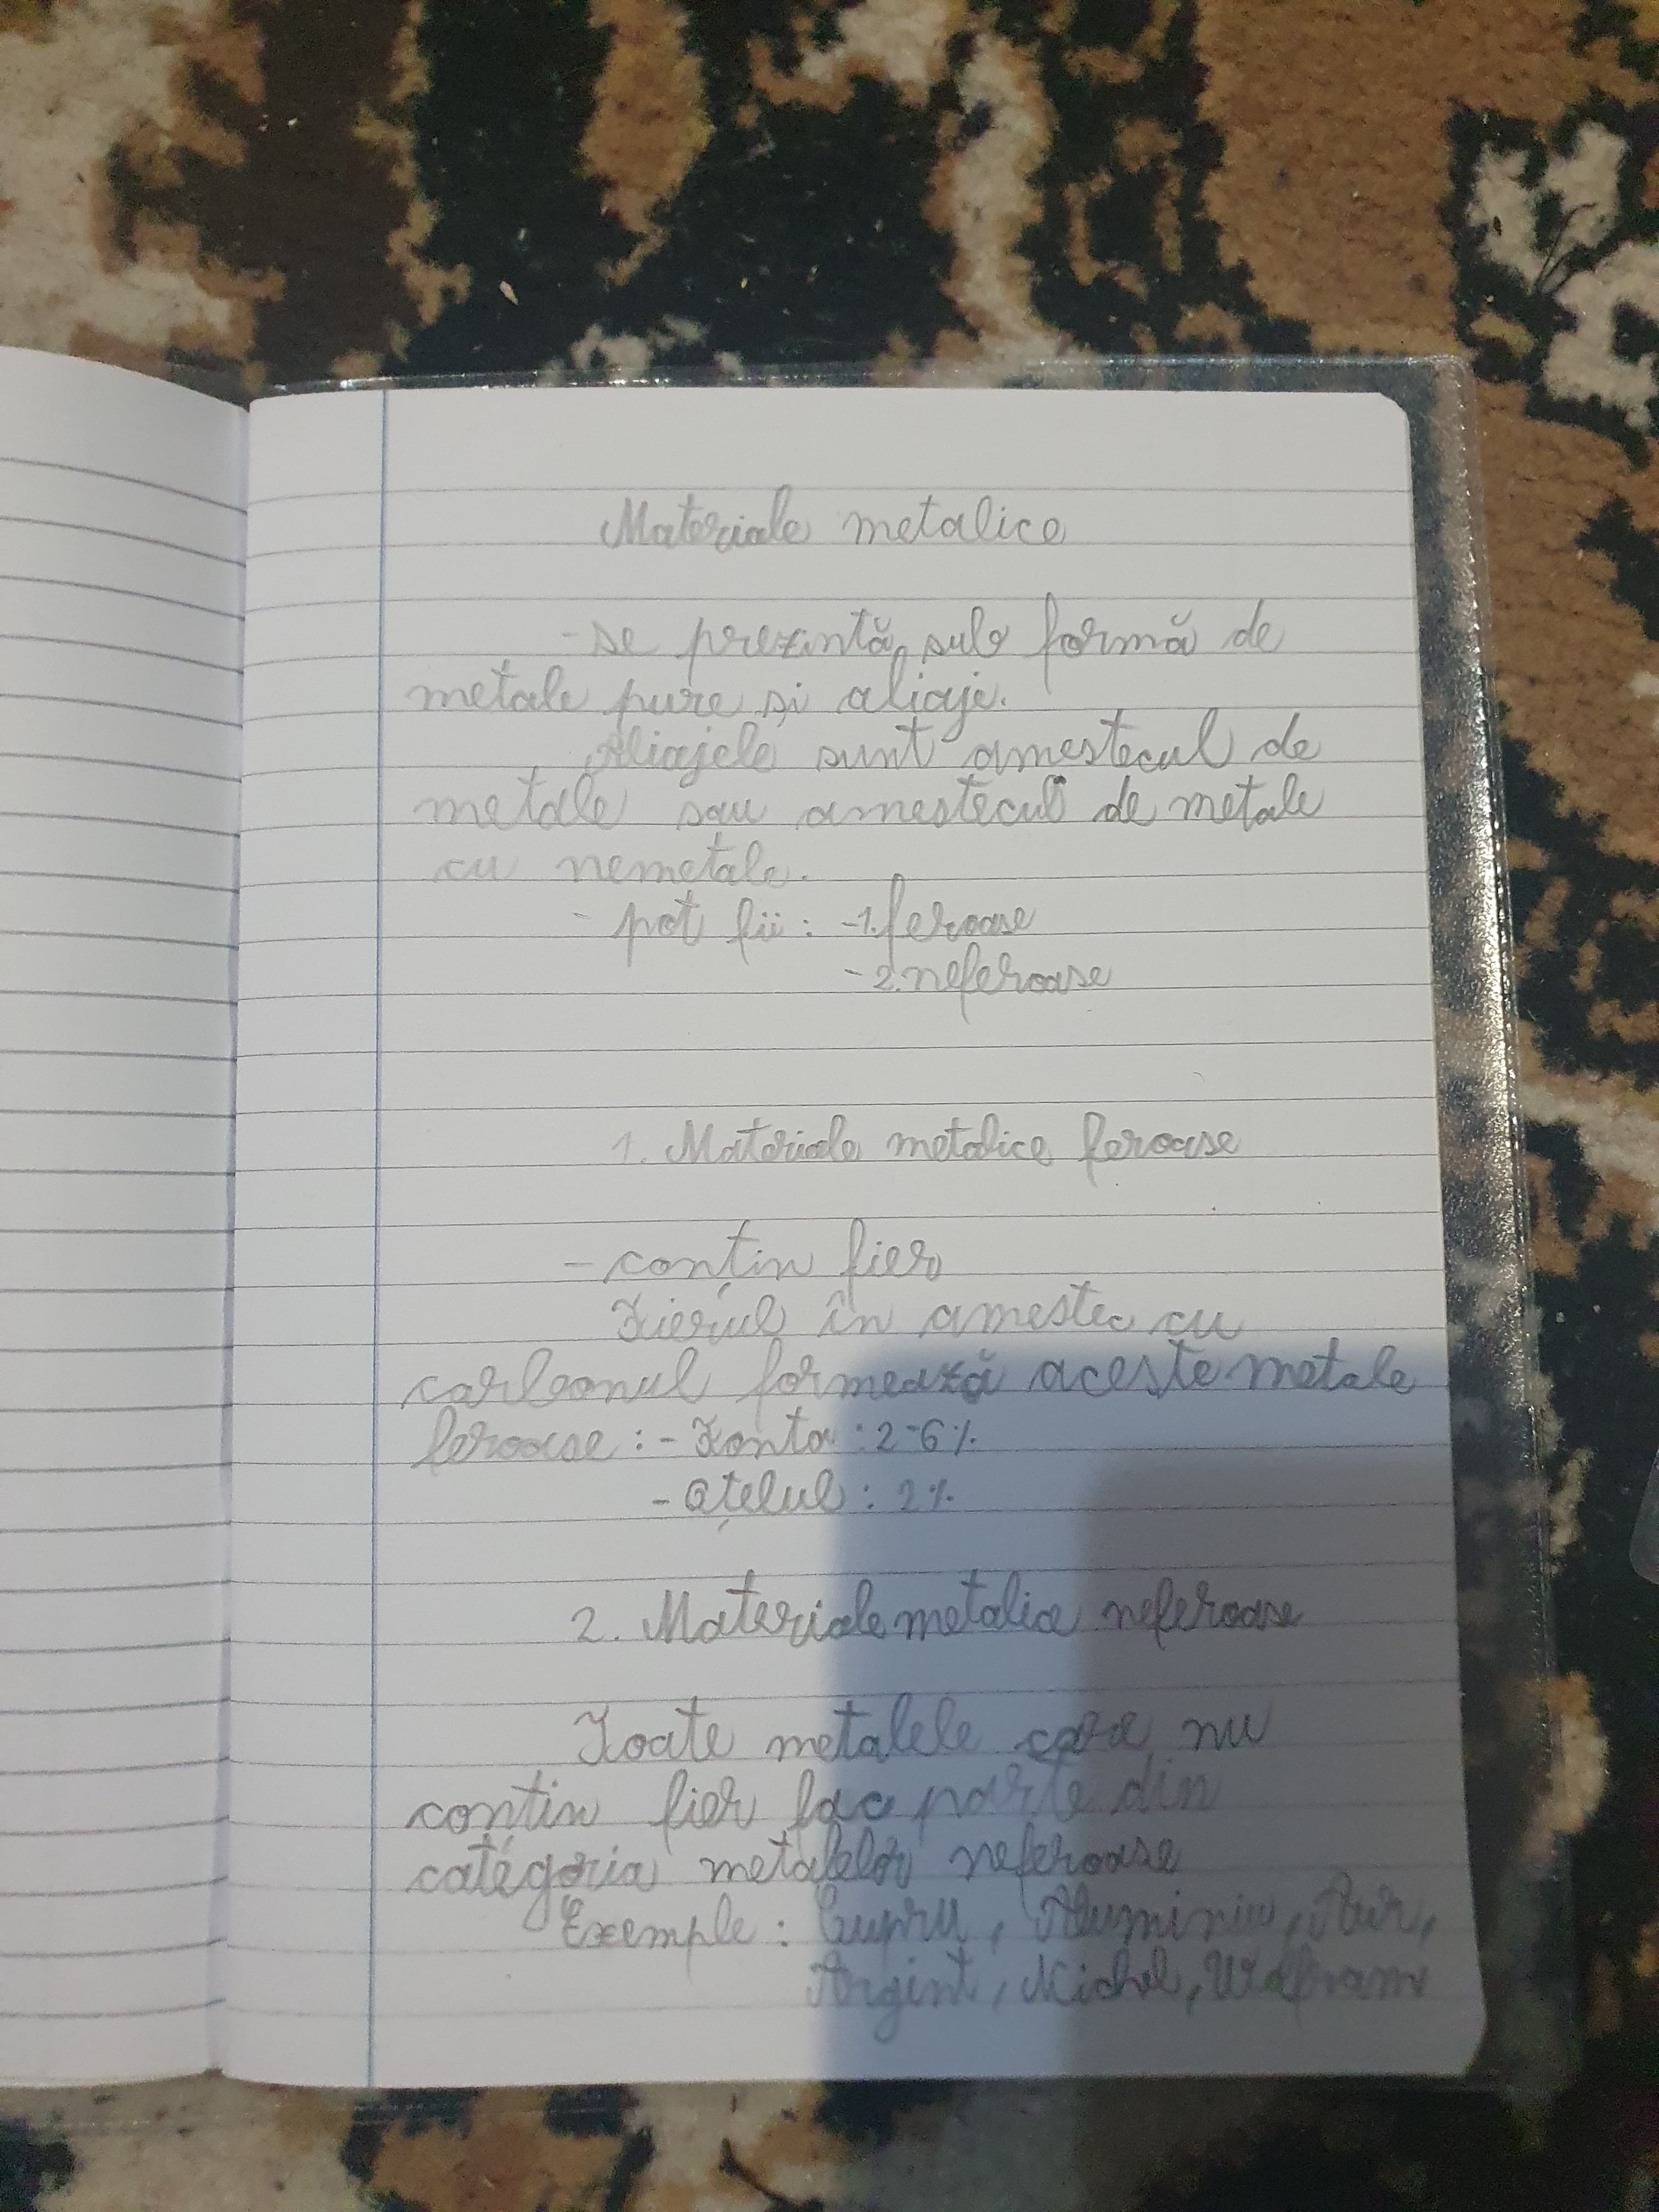 Materiale metalice
- se prezintă sub formă de
metale pure și aliaje.
Aliajele sunt amestecul de
metale sau amestecul de metale
cu nemetale.
- pot fii : -1. feroase
- 2. neferoase
1. Materiale metalice feroase
- conțin fier
Fierul în amestec cu
carbonul formează aceste metale
feroase : - Fonta : 2-6 %
- Oțelul : 2 %
2. Materiale metalice neferoase
Toate metalele care nu
conțin fier fac parte din
categoria metalelor neferoase
Exemple : Cupru, Aluminiu, Aur,
Argint, Nichel, Wolfram